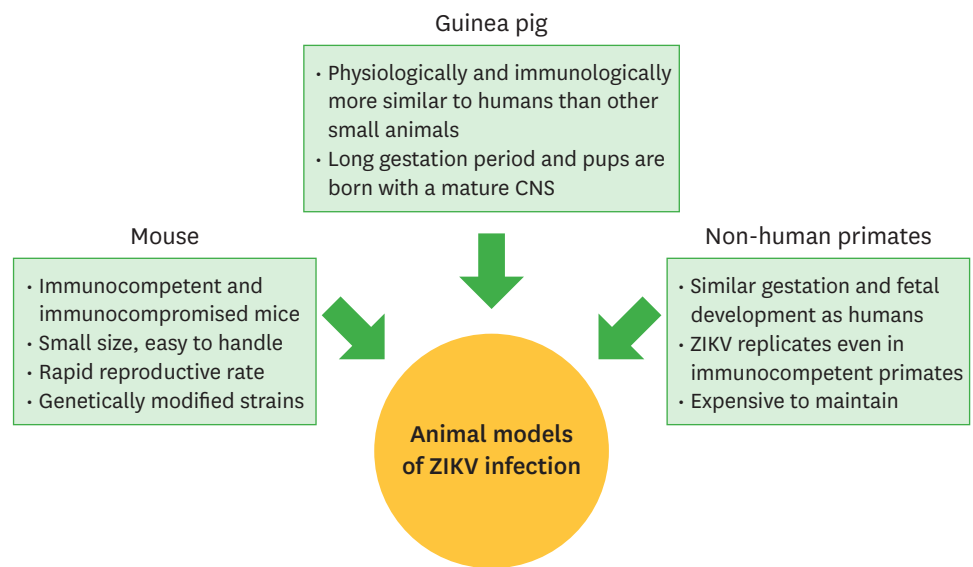 Guinea pig
· Physiologically and immunologically
more similar to humans than other
small animals
· Long gestation period and pups are
born with a mature CNS
Mouse
· Immunocompetent and
immunocompromised mice
· Small size, easy to handle
· Rapid reproductive rate
· Genetically modified strains
Non-human primates
· Similar gestation and fetal
development as humans
· ZIKV replicates even in
immunocompetent primates
· Expensive to maintain
Animal models
of ZIKV infection